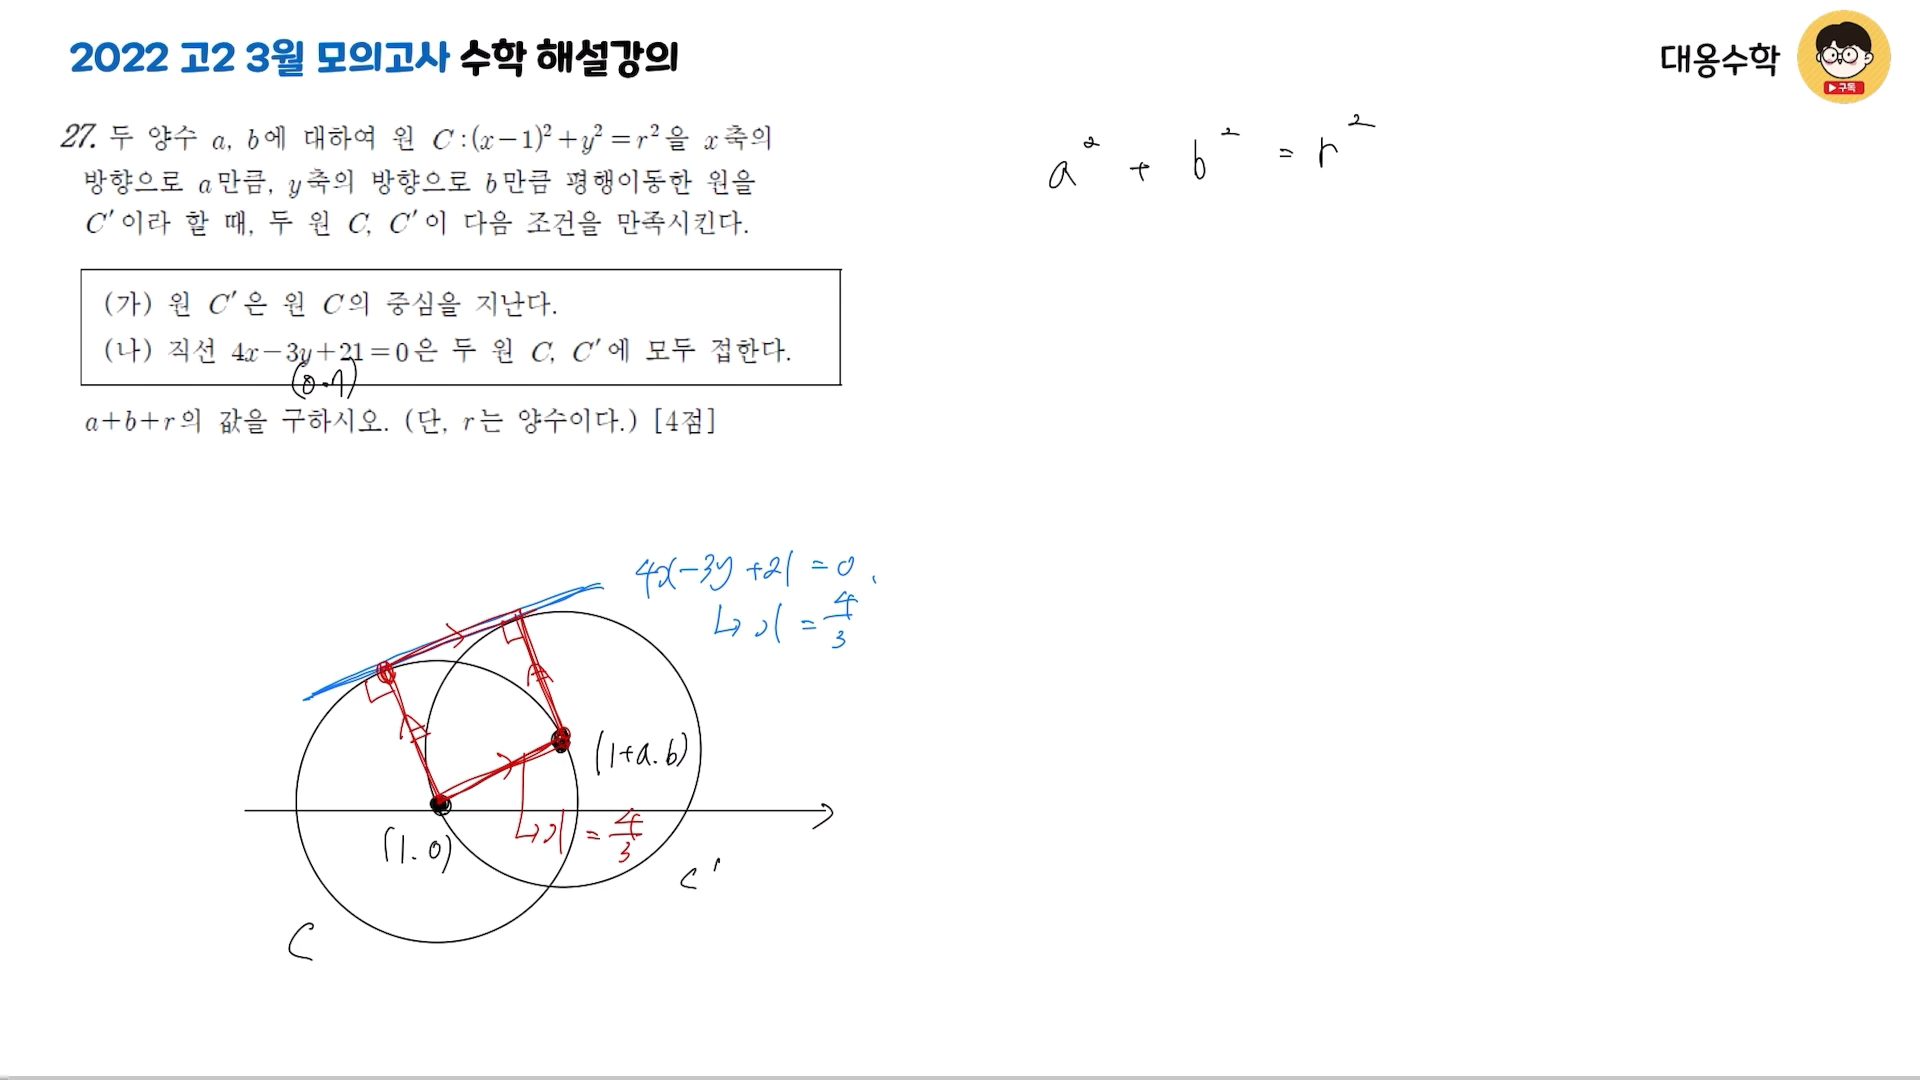 2022 고2 3월 모의고사 수학 해설강의
대옹수학
구독
27. 두 양수 a, b에 대하여 원 C:(x-1)²+y²=r²을 x축의
방향으로 a만큼, y축의 방향으로 b만큼 평행이동한 원을
C′이라 할 때, 두 원 C, C′이 다음 조건을 만족시킨다.
(가) 원 C′은 원 C의 중심을 지난다.
(나) 직선 4x-3y+21=0은 두 원 C, C′에 모두 접한다.
(0.7)
a+b+r의 값을 구하시오. (단, r는 양수이다.) [4점]
a² + b² = r²
4x-3y+21=0
↳ 기 = 4/3
(1+a.b)
(1.0)
↳ 기 = 4/3
C'
C